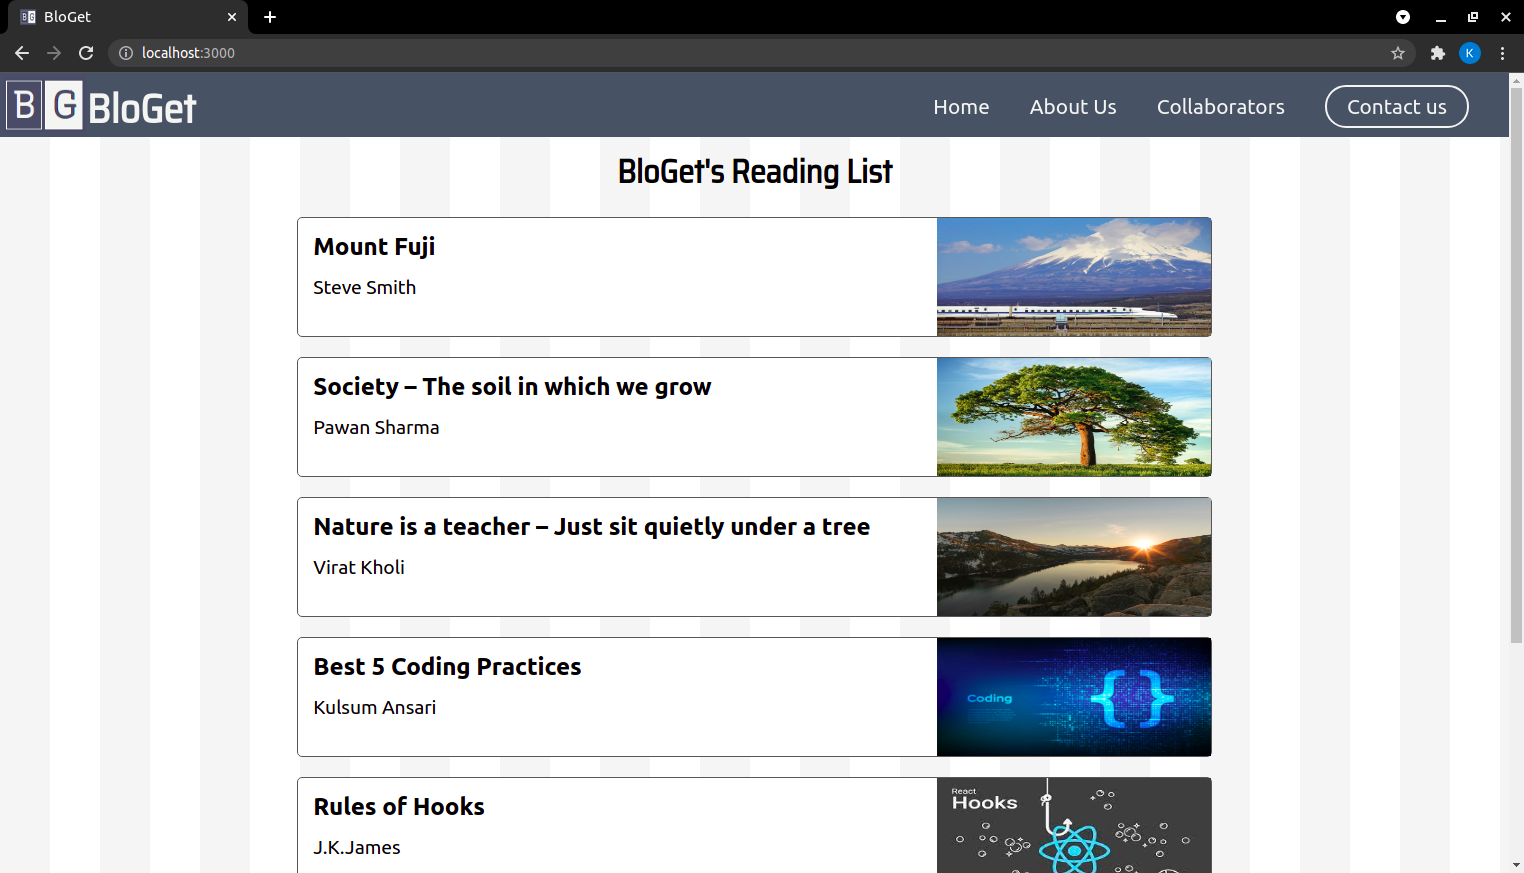 BloGet
localhost:3000
K
B G BloGet
Home About Us Collaborators Contact us
BloGet's Reading List
Mount Fuji
Steve Smith
Society – The soil in which we grow
Pawan Sharma
Nature is a teacher – Just sit quietly under a tree
Virat Kholi
Best 5 Coding Practices
Kulsum Ansari
Coding
{ }
Rules of Hooks
J.K.James
React
Hooks